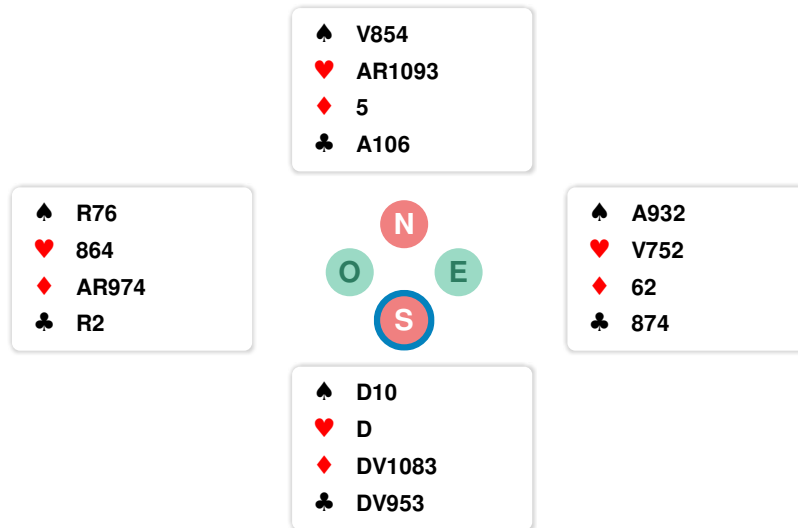 ♠ V854
♥ AR1093
♦ 5
♣ A106
♠ R76
♥ 864
♦ AR974
♣ R2
N
O E
S
♠ A932
♥ V752
♦ 62
♣ 874
♠ D10
♥ D
♦ DV1083
♣ DV953